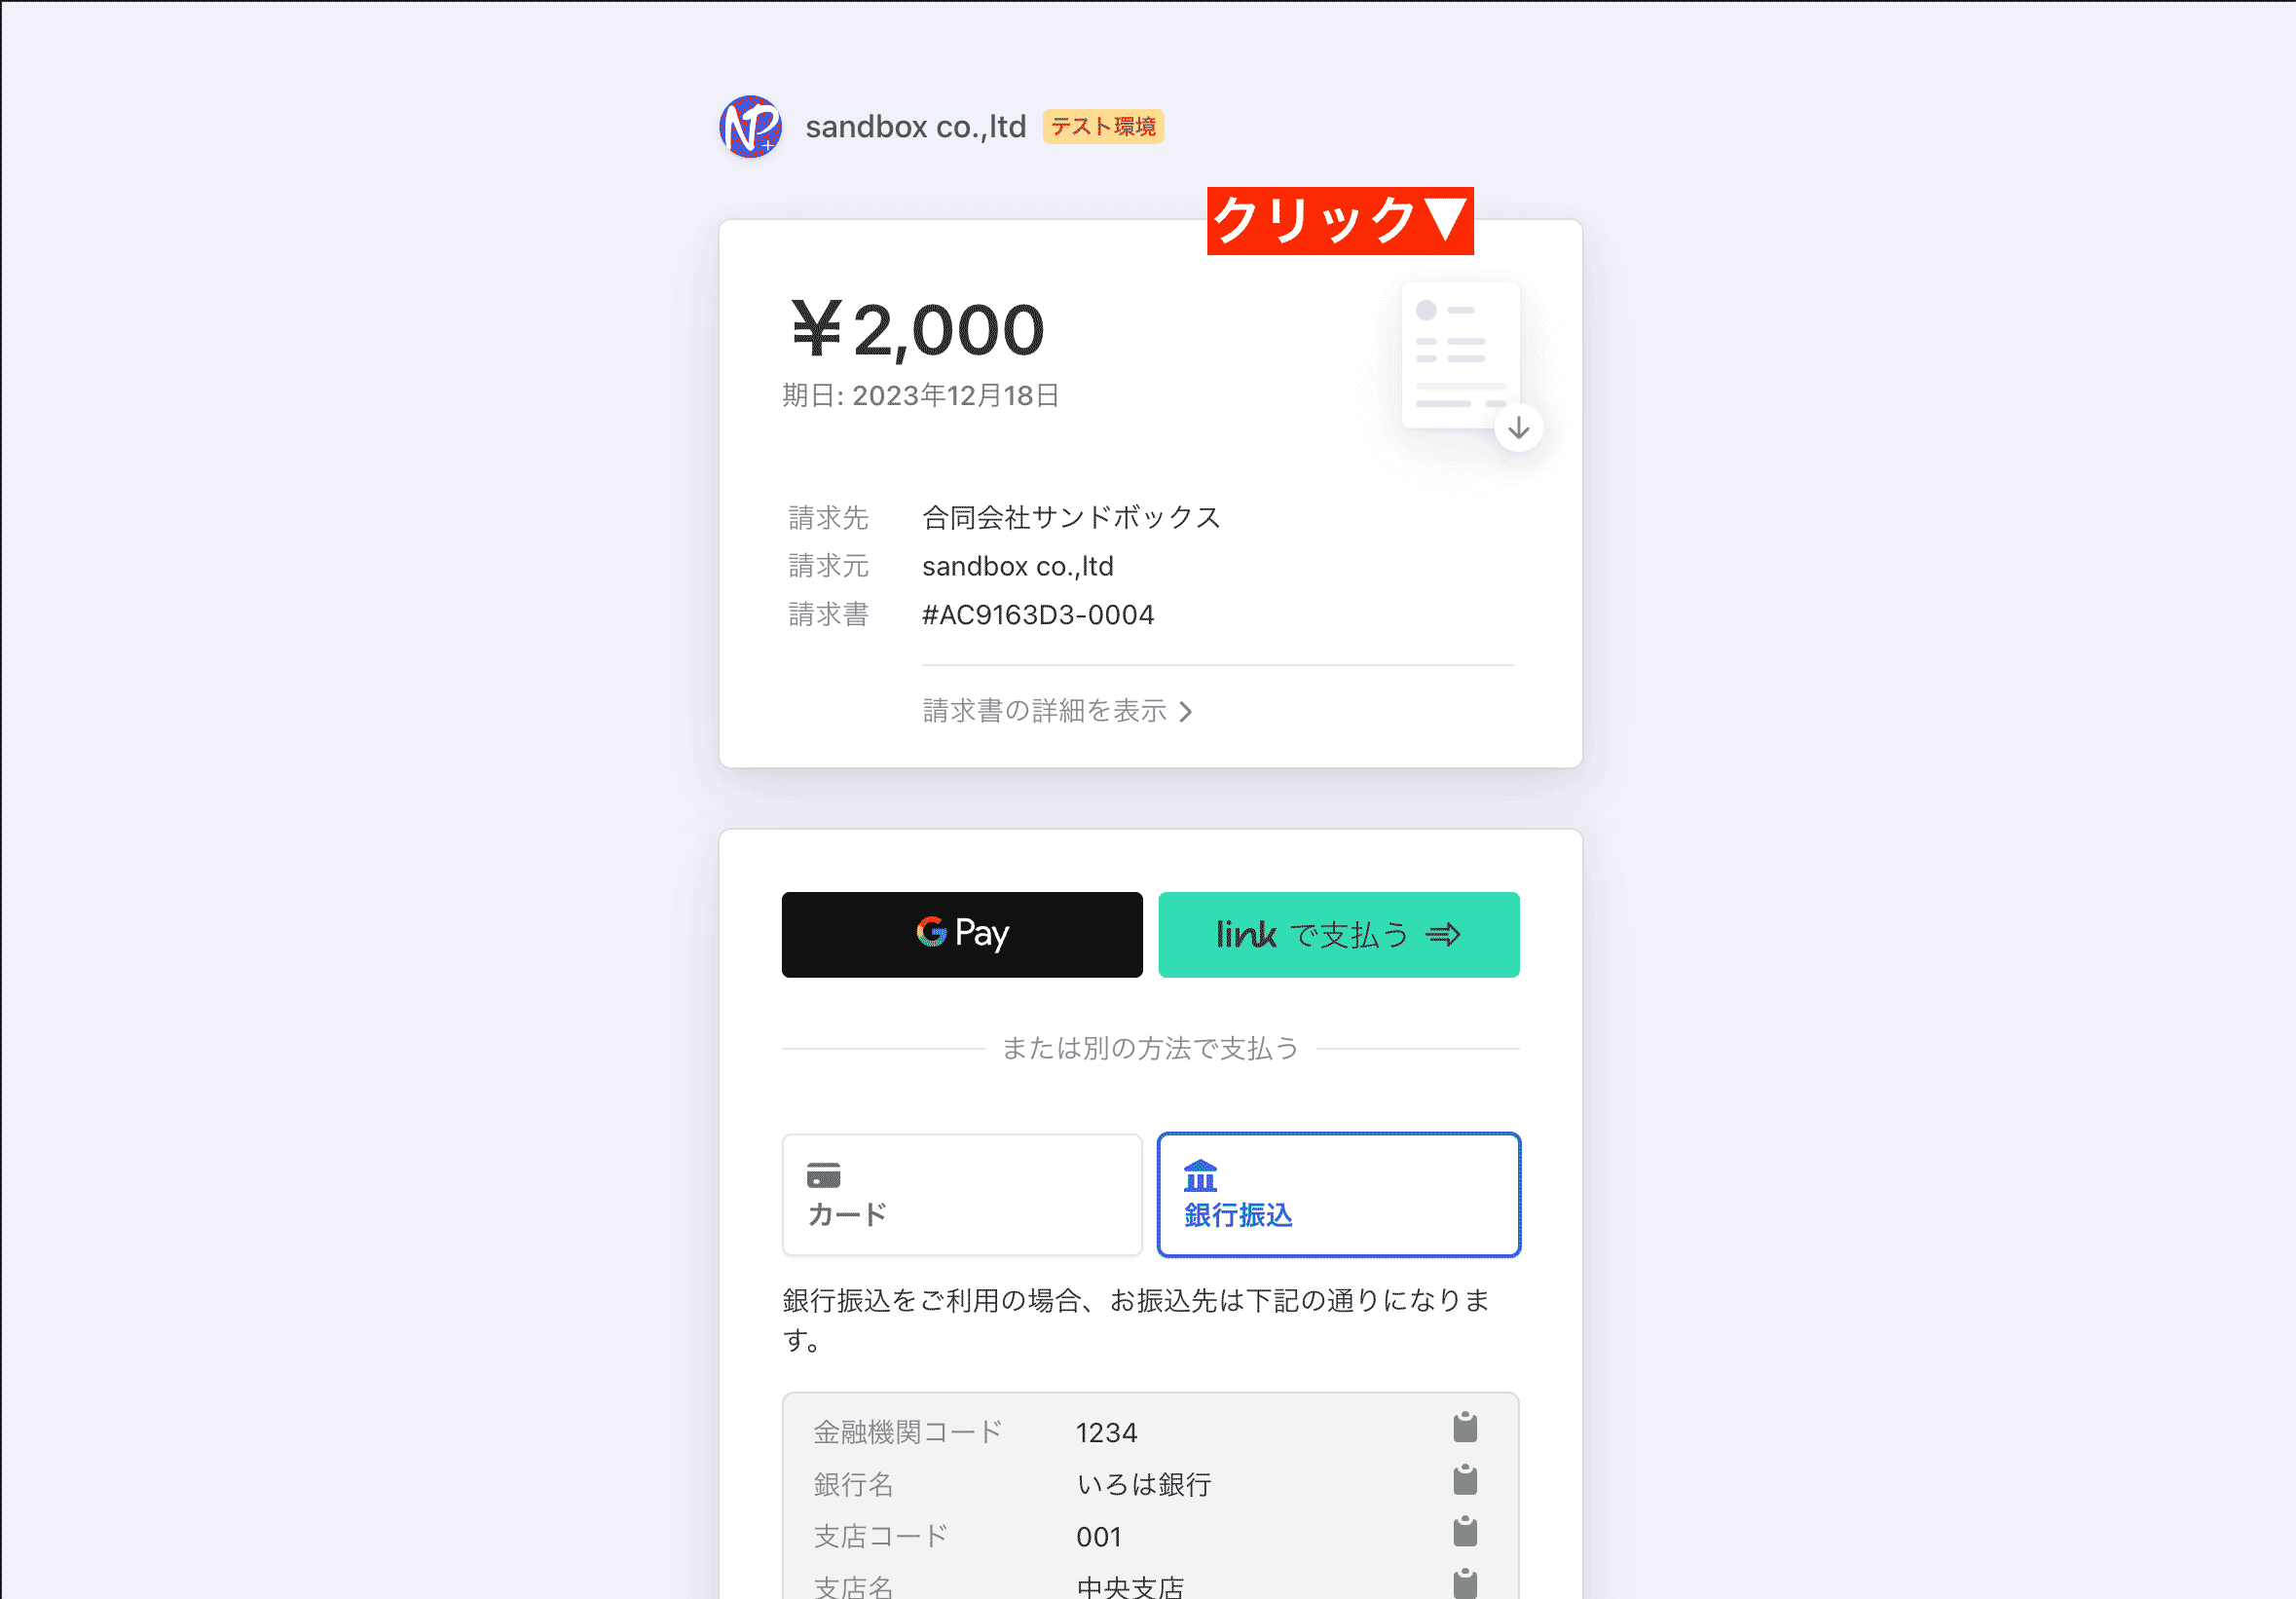 NP+
sandbox co.,ltd テスト環境
クリック▼
¥2,000
期日: 2023年12月18日
請求先 合同会社サンドボックス
請求元 sandbox co.,ltd
請求書 #AC9163D3-0004
請求書の詳細を表示 >
G Pay link で支払う
または別の方法で支払う
カード 銀行振込
銀行振込をご利用の場合、お振込先は下記の通りになりま
す。
金融機関コード 1234
銀行名 いろは銀行
支店コード 001
支店名 中央支店